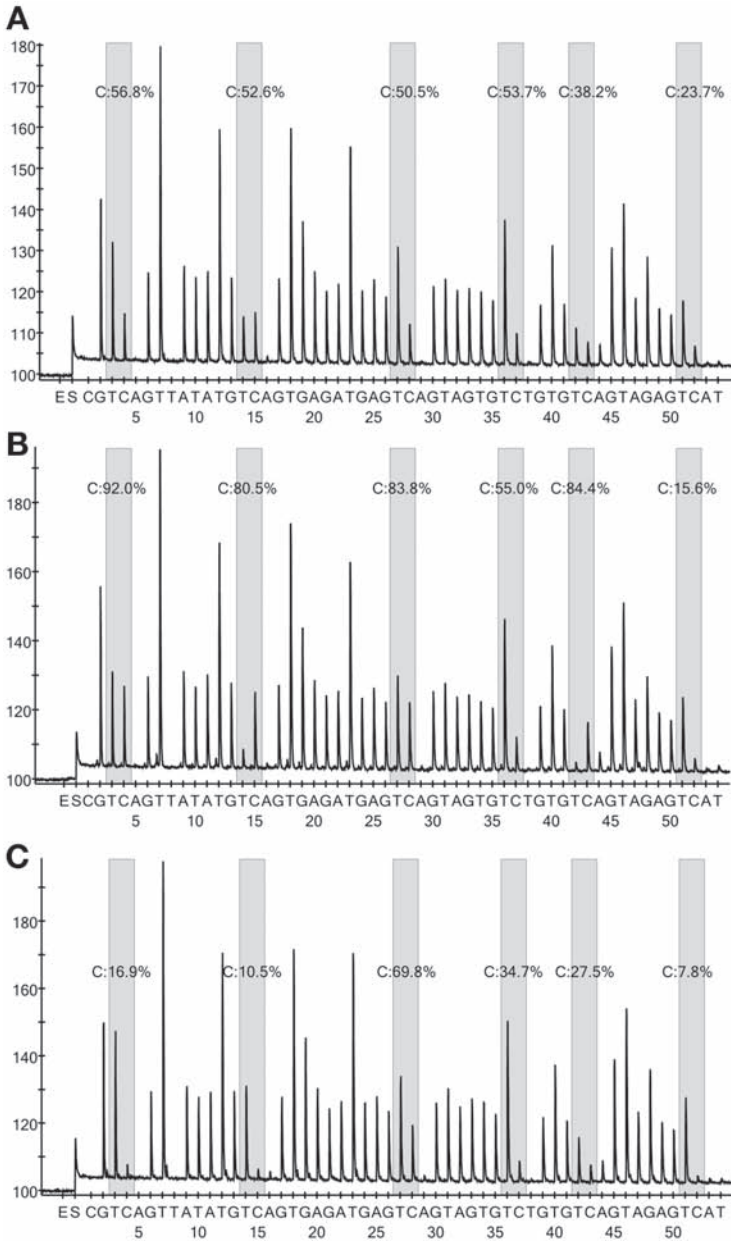 A
180
C:56.8% C:52.6% C:50.5% C:53.7% C:38.2% C:23.7%
170
160
150
140
130
120
110
100
ES CGTCAGTTATATGTCAGTGAGATGAGTCAGTAGTGTCTGTGTCAGTAGAGTCAT
5 10 15 20 25 30 35 40 45 50
B
C:92.0% C:80.5% C:83.8% C:55.0% C:84.4% C:15.6%
180
160
140
120
100
ESCGTCAGTTATATGTCAGTGAGATGAGTCAGTAGTGTCTGTGTCAGTAGAGTCAT
5 10 15 20 25 30 35 40 45 50
C
180
C:16.9% C:10.5% C:69.8% C:34.7% C:27.5% C:7.8%
160
140
120
100
ES CGTCAGTTATATGTCAGTGAGATGAGTCAGTAGTGTCTGTGTCAGTAGAGTCAT
5 10 15 20 25 30 35 40 45 50